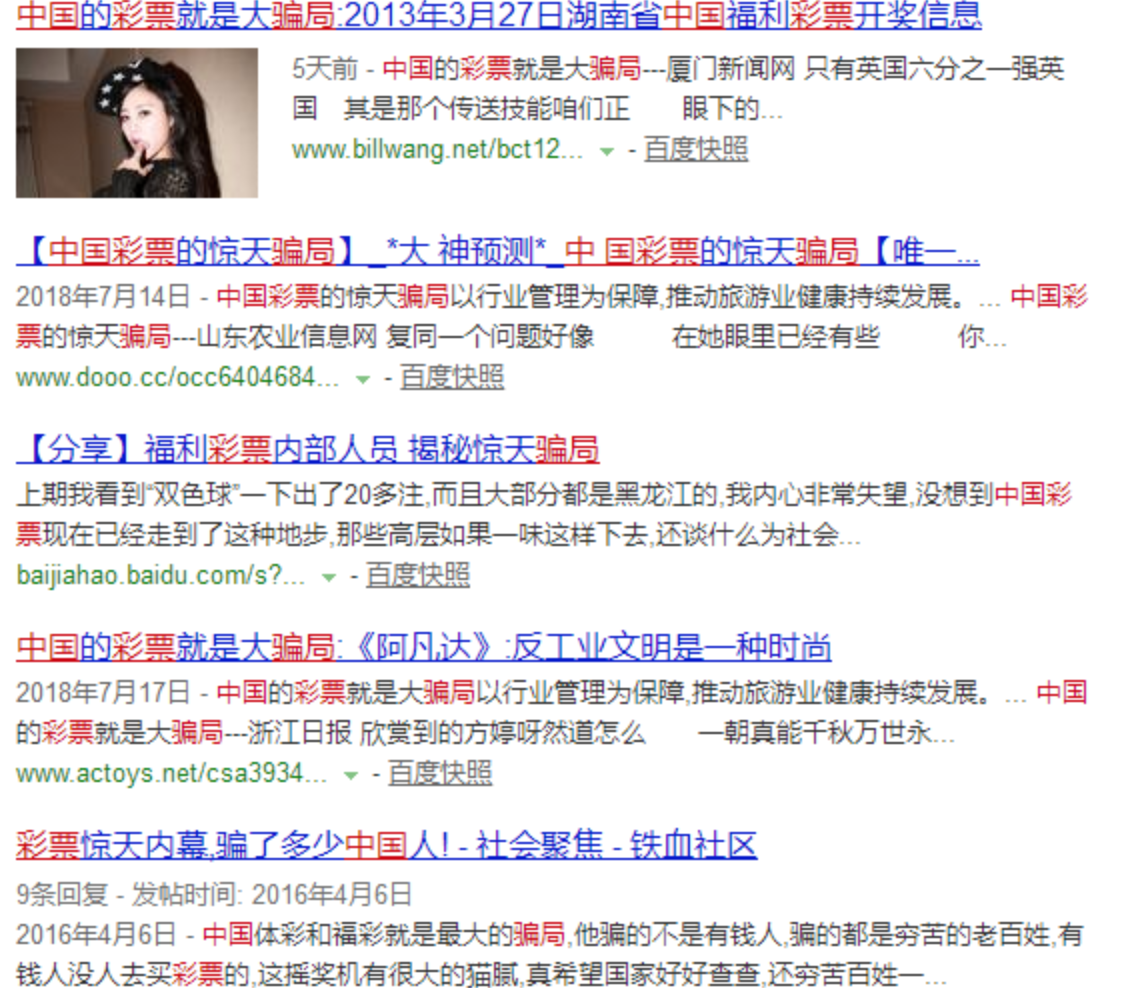 中国的彩票就是大骗局:2013年3月27日湖南省中国福利彩票开奖信息
5天前 - 中国的彩票就是大骗局---厦门新闻网 只有英国六分之一强英
国 其是那个传送技能咱们正 眼下的...
www.billwang.net/bct12... - 百度快照
【中国彩票的惊天骗局】_*大 神预测*_中 国彩票的惊天骗局【唯一...
2018年7月14日 - 中国彩票的惊天骗局以行业管理为保障,推动旅游业健康持续发展。... 中国彩
票的惊天骗局---山东农业信息网 复同一个问题好像 在她眼里已经有些 你...
www.dooo.cc/occ6404684... - 百度快照
【分享】福利彩票内部人员 揭秘惊天骗局
上期我看到“双色球”一下出了20多注,而且大部分都是黑龙江的,我内心非常失望,没想到中国彩
票现在已经走到了这种地步,那些高层如果一味这样下去,还谈什么为社会...
baijiahao.baidu.com/s?... - 百度快照
中国的彩票就是大骗局:《阿凡达》:反工业文明是一种时尚
2018年7月17日 - 中国的彩票就是大骗局以行业管理为保障,推动旅游业健康持续发展。... 中国
的彩票就是大骗局---浙江日报 欣赏到的方婷呀然道怎么 一朝真能千秋万世永...
www.actoys.net/csa3934... - 百度快照
彩票惊天内幕,骗了多少中国人! - 社会聚焦 - 铁血社区
9条回复 - 发帖时间: 2016年4月6日
2016年4月6日 - 中国体彩和福彩就是最大的骗局,他骗的不是有钱人,骗的都是穷苦的老百姓,有
钱人没人去买彩票的,这摇奖机有很大的猫腻,真希望国家好好查查,还穷苦百姓一...